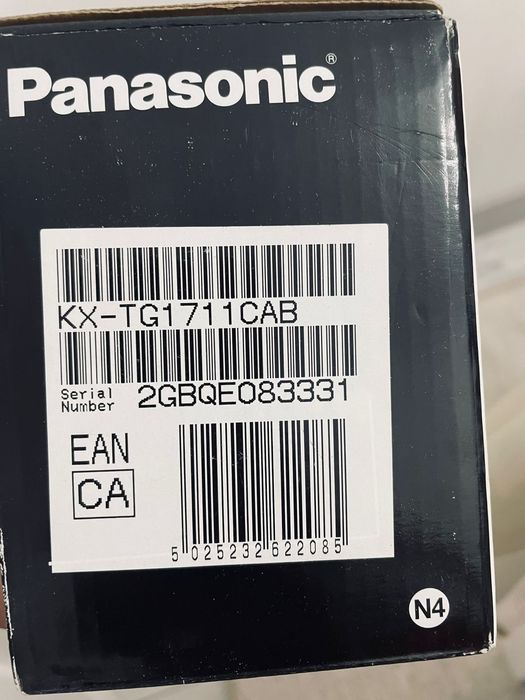 Panasonic®
KX-TG1711CAB
Serial Number 2GBQE083331
EAN
CA
5 025232 622085
N4